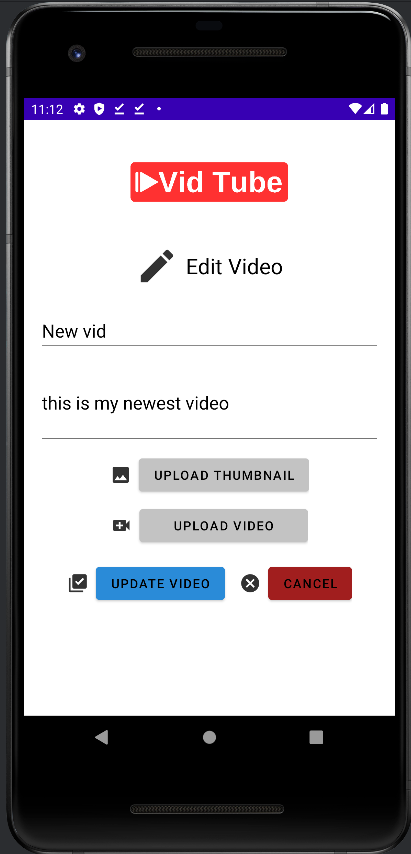 11:12
Vid Tube
Edit Video
New vid
this is my newest video
UPLOAD THUMBNAIL
UPLOAD VIDEO
UPDATE VIDEO CANCEL